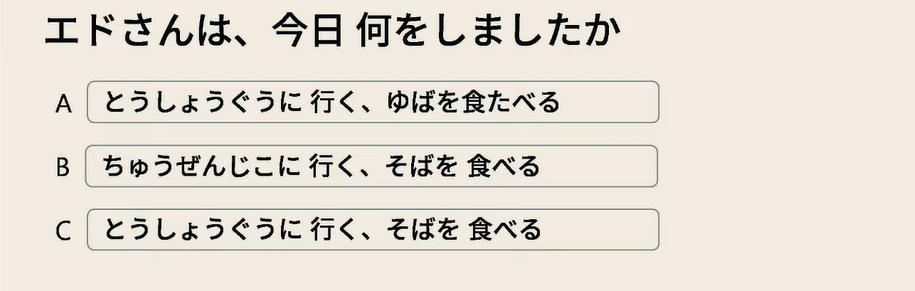 エドさんは、今日 何をしましたか
A とうしょうぐうに 行く、ゆばを食たべる
B ちゅうぜんじこに 行く、そばを 食べる
C とうしょうぐうに 行く、そばを 食べる